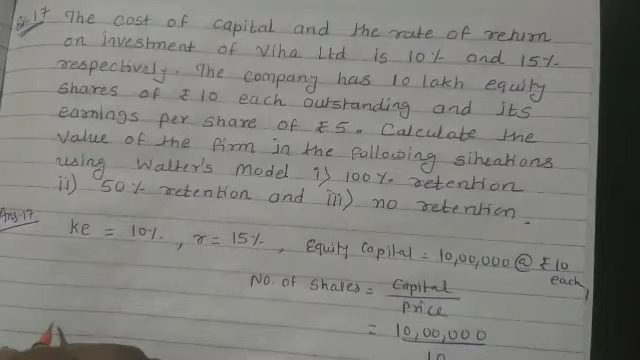 Ex-17 The cost of capital and the rate of return
on investment of Viha Ltd is 10% and 15%
respectively. The company has 10 lakh equity
shares of ₹10 each outstanding and its
earnings per share of ₹5. Calculate the
value of the firm in the following sihations
using Walter's Model i) 100% retention
ii) 50% retention and iii) no retention.
Ans-17
ke = 10%, r = 15%, Equity Capital = 10,00,000 @ ₹10
each,
No. of shares = Capital
Price
= 10,00,000
10